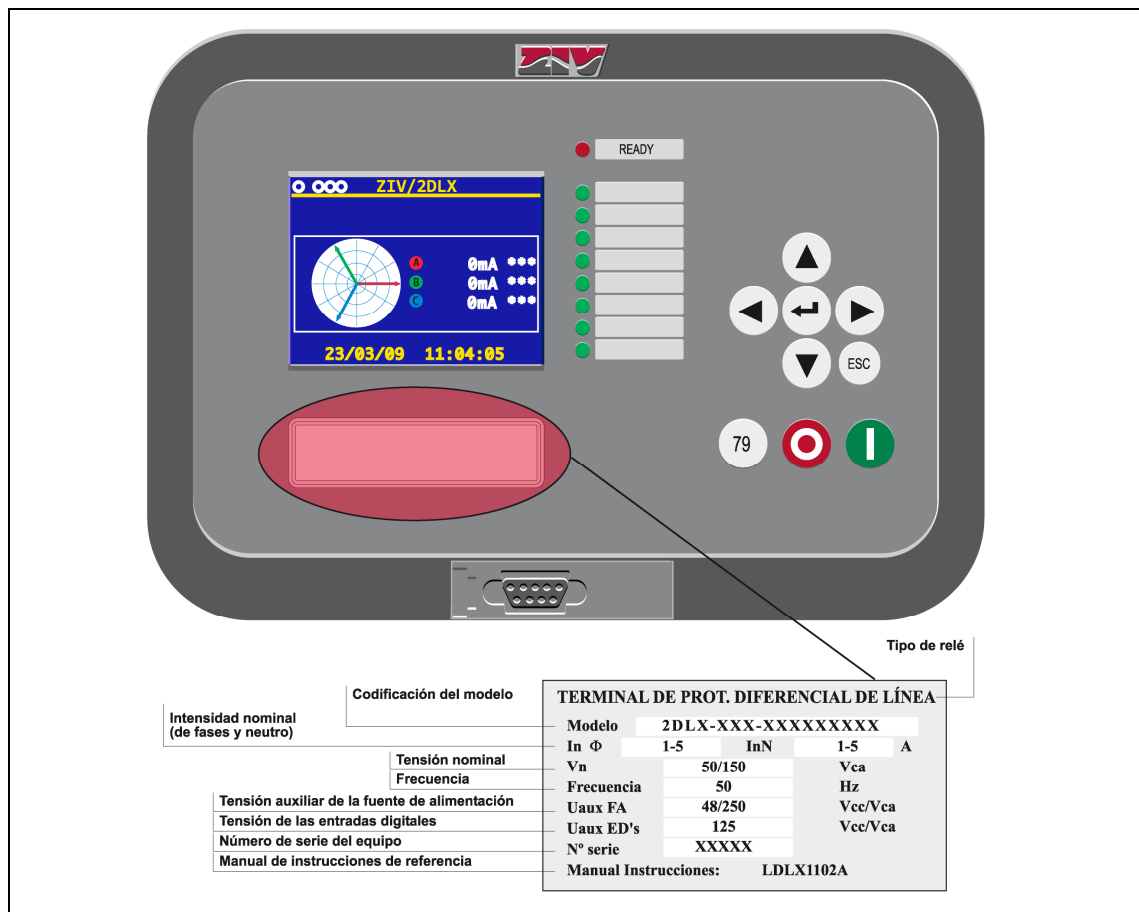 ZIV
READY
ZIV/2DLX
A 0mA ***
B 0mA ***
C 0mA ***
23/03/09 11:04:05
ESC
79
Tipo de relé
Codificación del modelo
Intensidad nominal
(de fases y neutro)
Tensión nominal
Frecuencia
Tensión auxiliar de la fuente de alimentación
Tensión de las entradas digitales
Número de serie del equipo
Manual de instrucciones de referencia
TERMINAL DE PROT. DIFERENCIAL DE LÍNEA
Modelo 2DLX-XXX-XXXXXXXXX
In Φ 1-5 InN 1-5 A
Vn 50/150 Vca
Frecuencia 50 Hz
Uaux FA 48/250 Vcc/Vca
Uaux ED's 125 Vcc/Vca
Nº serie XXXXX
Manual Instrucciones: LDLX1102A